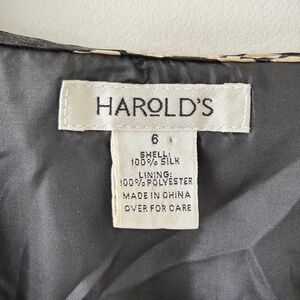 HAROLD'S
6
SHELL:
100% SILK
LINING:
100% POLYESTER
MADE IN CHINA
OVER FOR CARE